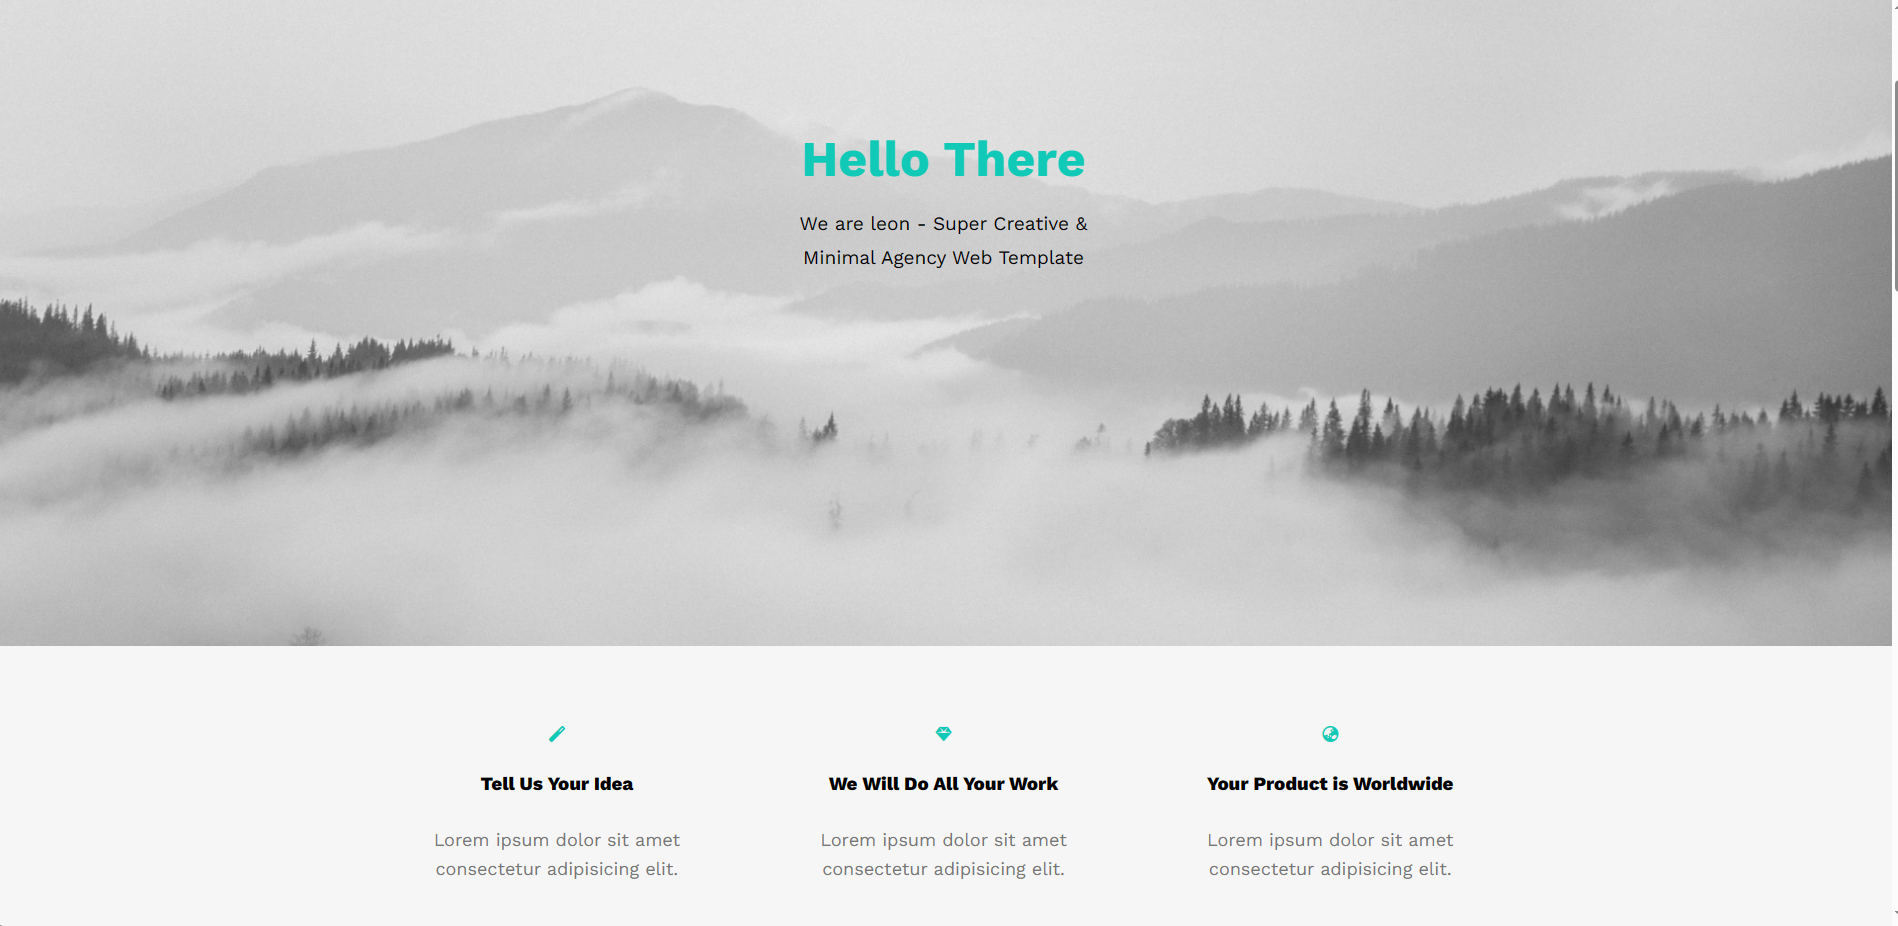 Hello There
We are leon - Super Creative &
Minimal Agency Web Template
Tell Us Your Idea
Lorem ipsum dolor sit amet
consectetur adipisicing elit.
We Will Do All Your Work
Lorem ipsum dolor sit amet
consectetur adipisicing elit.
Your Product is Worldwide
Lorem ipsum dolor sit amet
consectetur adipisicing elit.